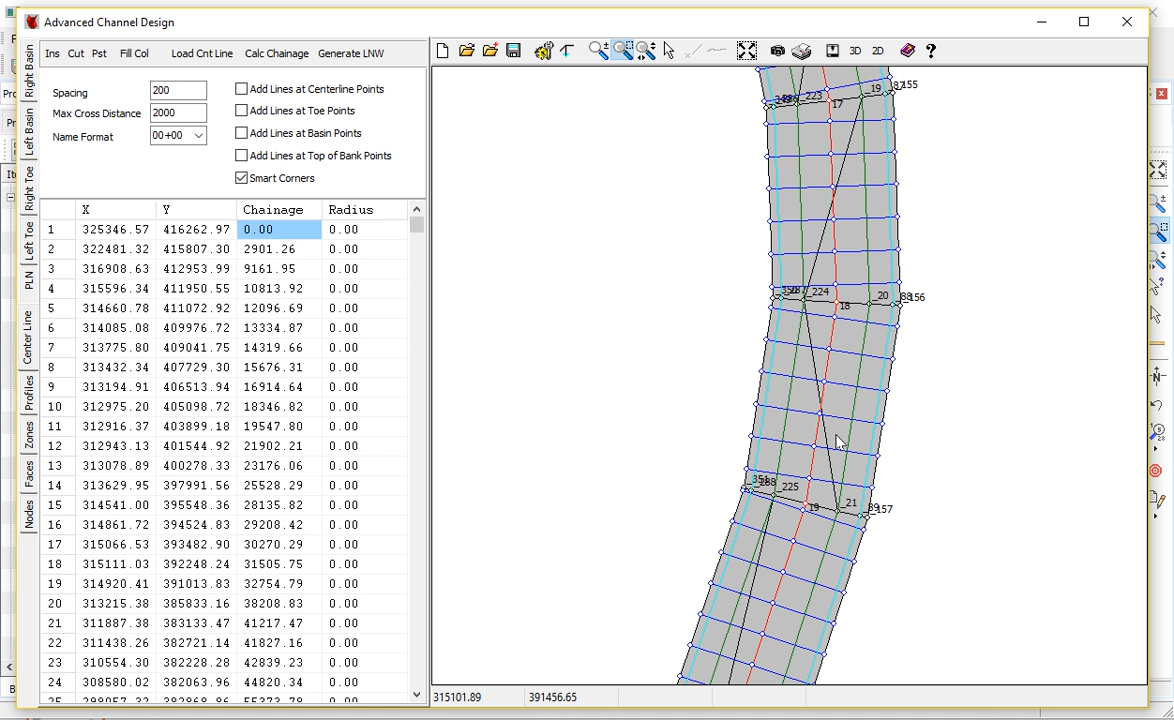 Advanced Channel Design
Ins Cut Pst Fill Col Load Cnt Line Calc Chainage Generate LNW
3D 2D
Spacing 200
Max Cross Distance 2000
Name Format 00+00
Add Lines at Centerline Points
Add Lines at Toe Points
Add Lines at Basin Points
Add Lines at Top of Bank Points
Smart Corners
Right Basin
Left Basin
Right Toe
Left Toe
PLN
Center Line
Profiles
Zones
Faces
Nodes
X Y Chainage Radius
1 325346.57 416262.97 0.00 0.00
2 322481.32 415807.30 2901.26 0.00
3 316908.63 412953.99 9161.95 0.00
4 315596.34 411950.55 10813.92 0.00
5 314660.78 411072.92 12096.69 0.00
6 314085.08 409976.72 13334.87 0.00
7 313775.80 409041.75 14319.66 0.00
8 313432.34 407729.30 15676.31 0.00
9 313194.91 406513.94 16914.64 0.00
10 312975.20 405098.72 18346.82 0.00
11 312916.37 403899.18 19547.80 0.00
12 312943.13 401544.92 21902.21 0.00
13 313078.89 400278.33 23176.06 0.00
14 313629.95 397991.56 25528.29 0.00
15 314541.00 395548.36 28135.82 0.00
16 314861.72 394524.83 29208.42 0.00
17 315066.53 393482.90 30270.29 0.00
18 315111.03 392248.24 31505.75 0.00
19 314920.41 391013.83 32754.79 0.00
20 313215.38 385833.16 38208.83 0.00
21 311887.38 383133.47 41217.47 0.00
22 311438.26 382721.14 41827.16 0.00
23 310554.30 382228.28 42839.23 0.00
24 308580.02 382063.96 44820.34 0.00
_223 17 _19 155
_224 18 _20 156
_225 19 _21 157
315101.89 391456.65